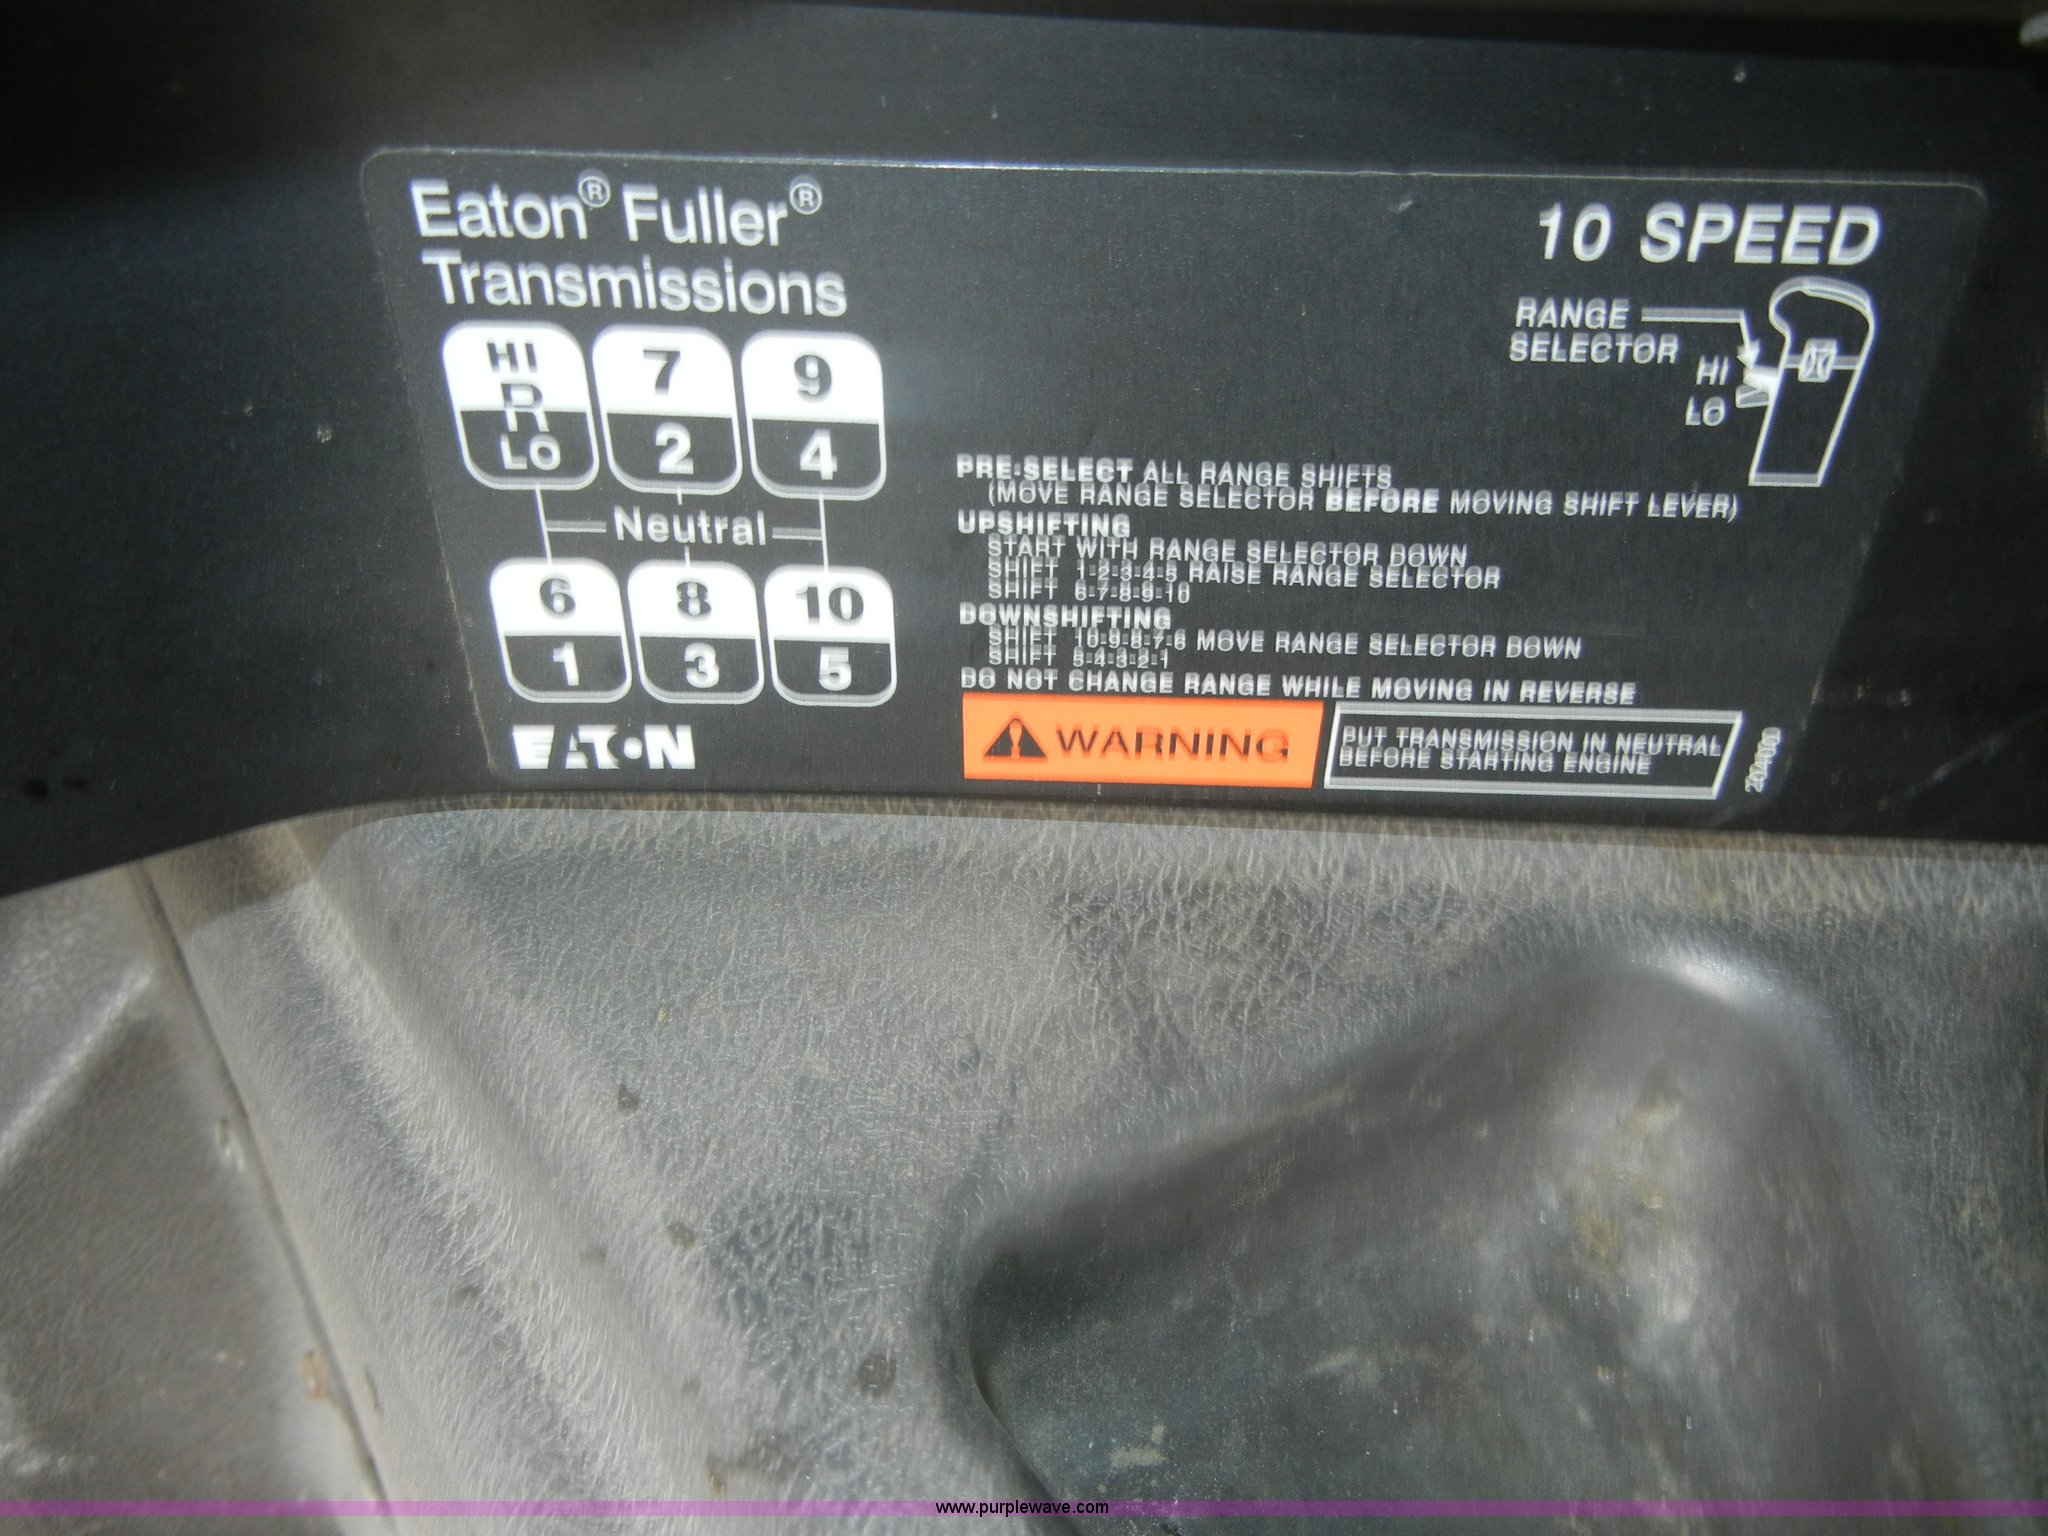 Eaton® Fuller®
Transmissions
10 SPEED
RANGE
SELECTOR
HI
LO
HI
R
LO
7
2
9
4
Neutral
6
1
8
3
10
5
EATON
PRE-SELECT ALL RANGE SHIFTS
(MOVE RANGE SELECTOR BEFORE MOVING SHIFT LEVER)
UPSHIFTING
START WITH RANGE SELECTOR DOWN
SHIFT 1-2-3-4-5 RAISE RANGE SELECTOR
SHIFT 6-7-8-9-10
DOWNSHIFTING
SHIFT 10-9-8-7-6 MOVE RANGE SELECTOR DOWN
SHIFT 5-4-3-2-1
DO NOT CHANGE RANGE WHILE MOVING IN REVERSE
WARNING
PUT TRANSMISSION IN NEUTRAL
BEFORE STARTING ENGINE
www.purplewave.com